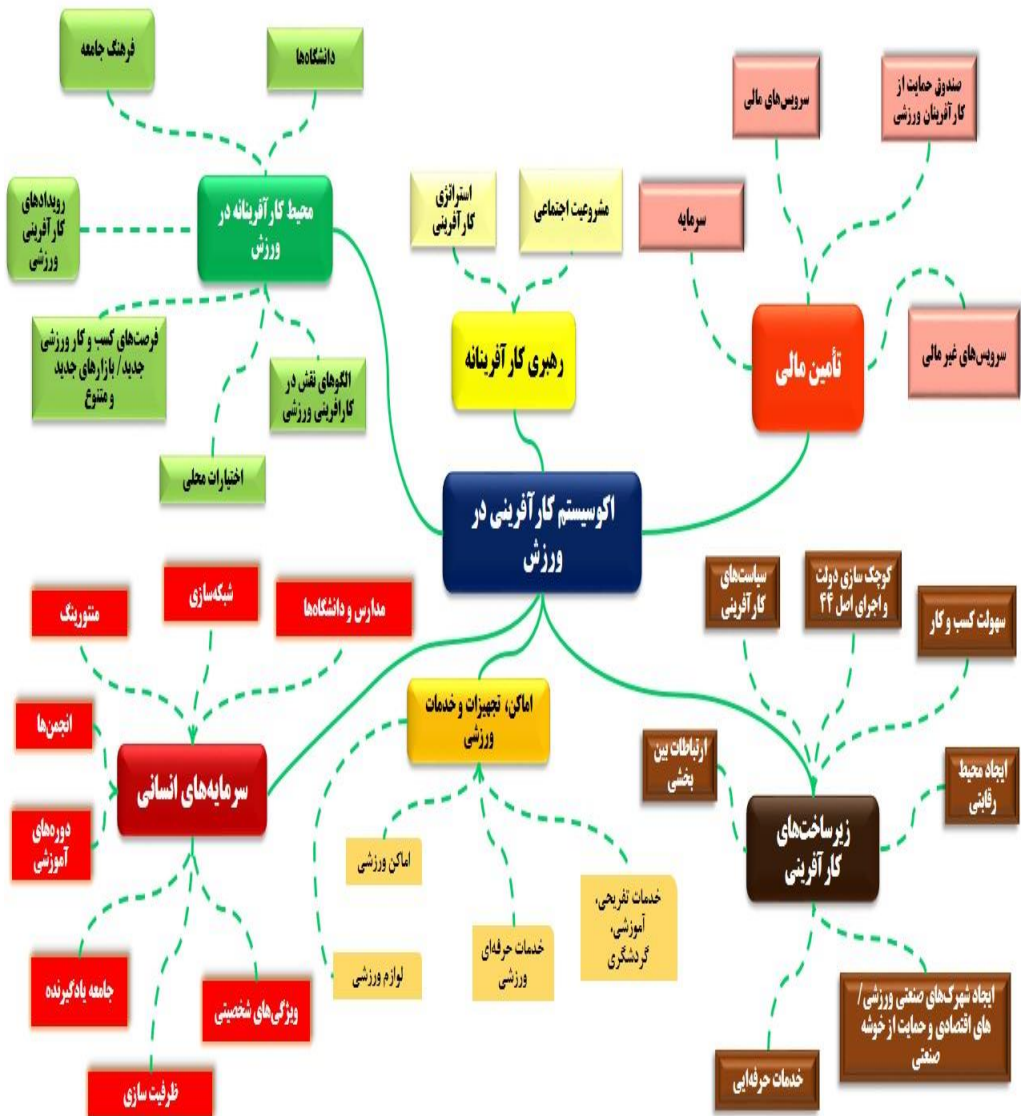 فرهنگ جامعه
دانشگاه‌ها
سرویس‌های مالی
صندوق حمایت از
کارآفرینان ورزشی
رویدادهای
کارآفرینی
ورزشی
محیط کارآفرینانه در
ورزش
استراتژی
کارآفرینی
مشروعیت اجتماعی
سرمایه
فرصت‌های کسب و کار ورزشی
جدید/ بازارهای جدید
و متنوع
الگوهای نقش در
کارافرینی ورزشی
اختیارات محلی
رهبری کارآفرینانه
تأمین مالی
سرویس‌های غیر مالی
اکوسیستم کارآفرینی در
ورزش
منتورینگ
شبکه‌سازی
مدارس و دانشگاه‌ها
انجمن‌ها
دوره‌های
آموزشی
سرمایه‌های انسانی
جامعه یادگیرنده
ویژگی‌های شخصیتی
ظرفیت سازی
اماکن، تجهیزات و خدمات
ورزشی
اماکن ورزشی
لوازم ورزشی
خدمات حرفه‌ای
ورزشی
خدمات تفریحی،
آموزشی،
گردشگری
سیاست‌های
کارآفرینی
کوچک سازی دولت
و اجرای اصل ۴۴
سهولت کسب و کار
ارتباطات بین
بخشی
ایجاد محیط
رقابتی
زیرساخت‌های
کارآفرینی
خدمات حرفه‌ایی
ایجاد شهرک‌های صنعتی ورزشی/
های اقتصادی و حمایت از خوشه
صنعتی